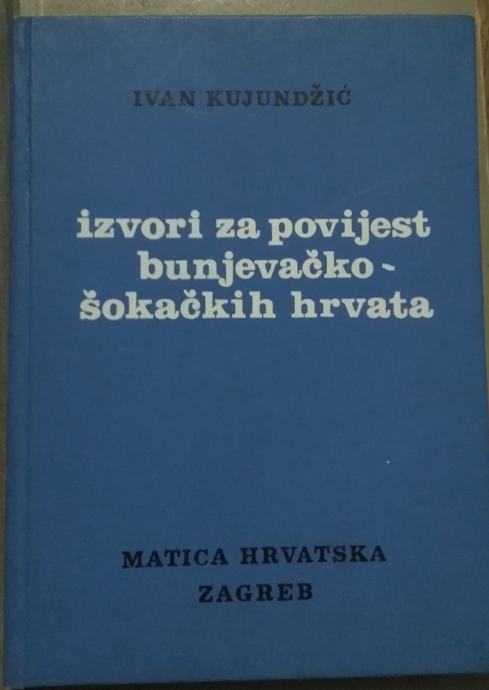 IVAN KUJUNDŽIĆ
izvori za povijest
bunjevačko-
šokačkih hrvata
MATICA HRVATSKA
ZAGREB